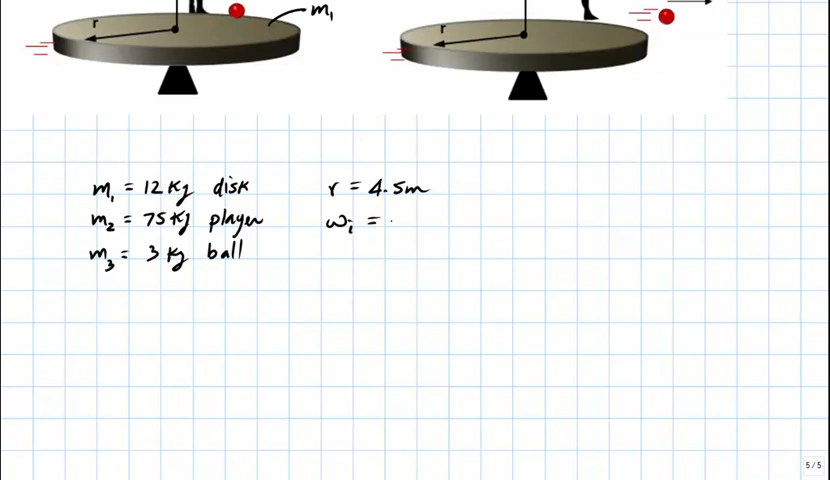 r
m₁
r
m₁ = 12 kg disk
m₂ = 75 kg player
m₃ = 3 kg ball
r = 4.5m
ωᵢ = .
5 / 5